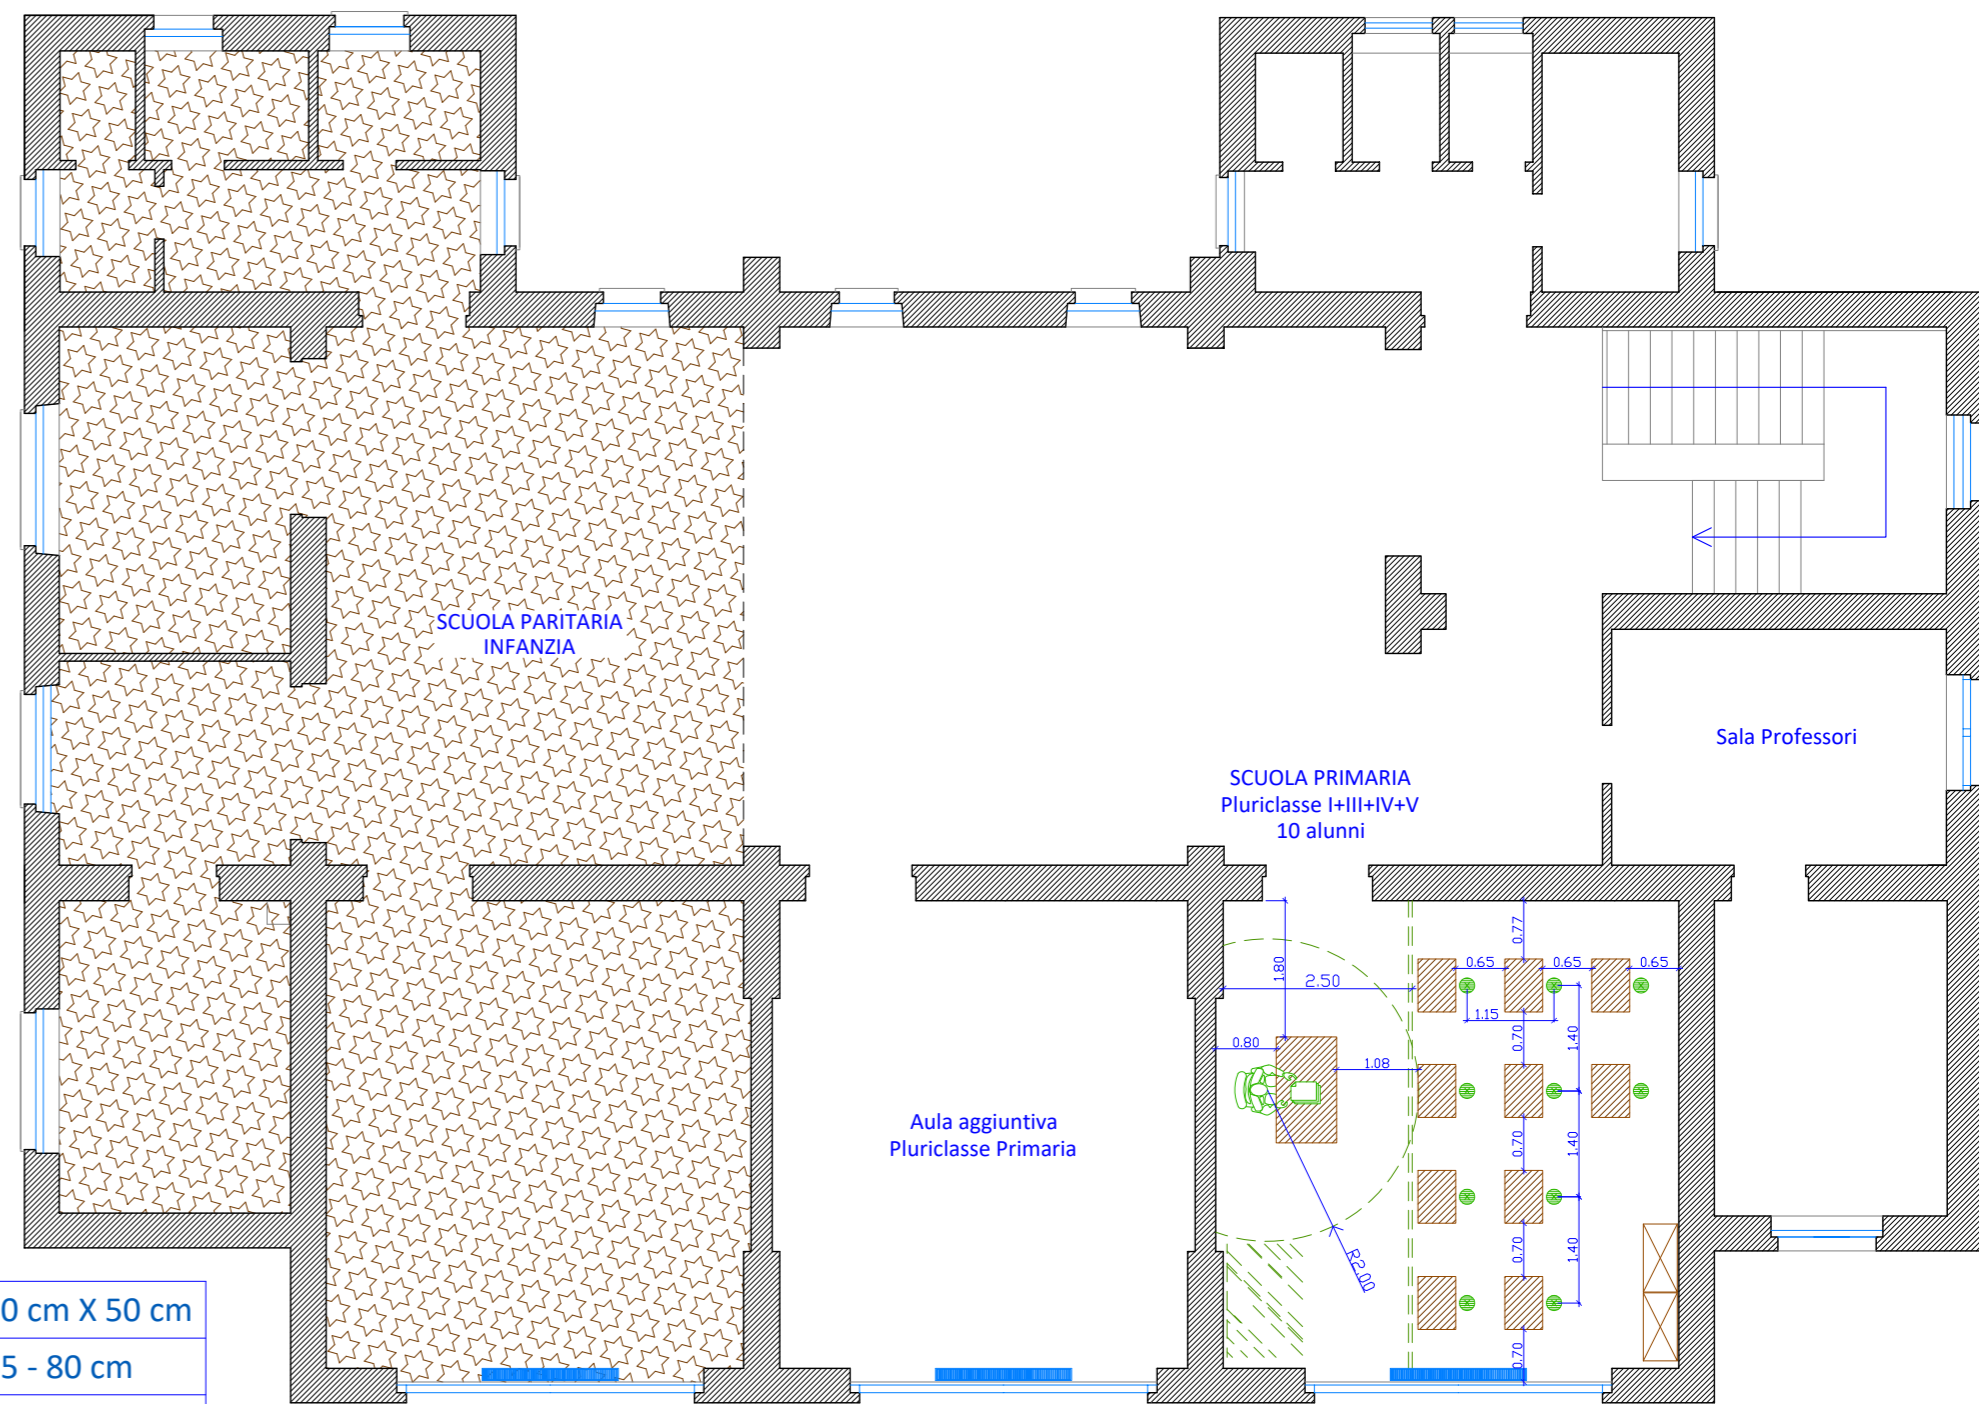 SCUOLA PARITARIA
INFANZIA
Sala Professori
SCUOLA PRIMARIA
Pluriclasse I+III+IV+V
10 alunni
0.77
0.65
0.65
0.65
1.80
2.50
1.15
0.70
1.40
0.80
1.08
Aula aggiuntiva
Pluriclasse Primaria
0.70
1.40
R2.00
0.70
1.40
0.70
0 cm X 50 cm
5 - 80 cm